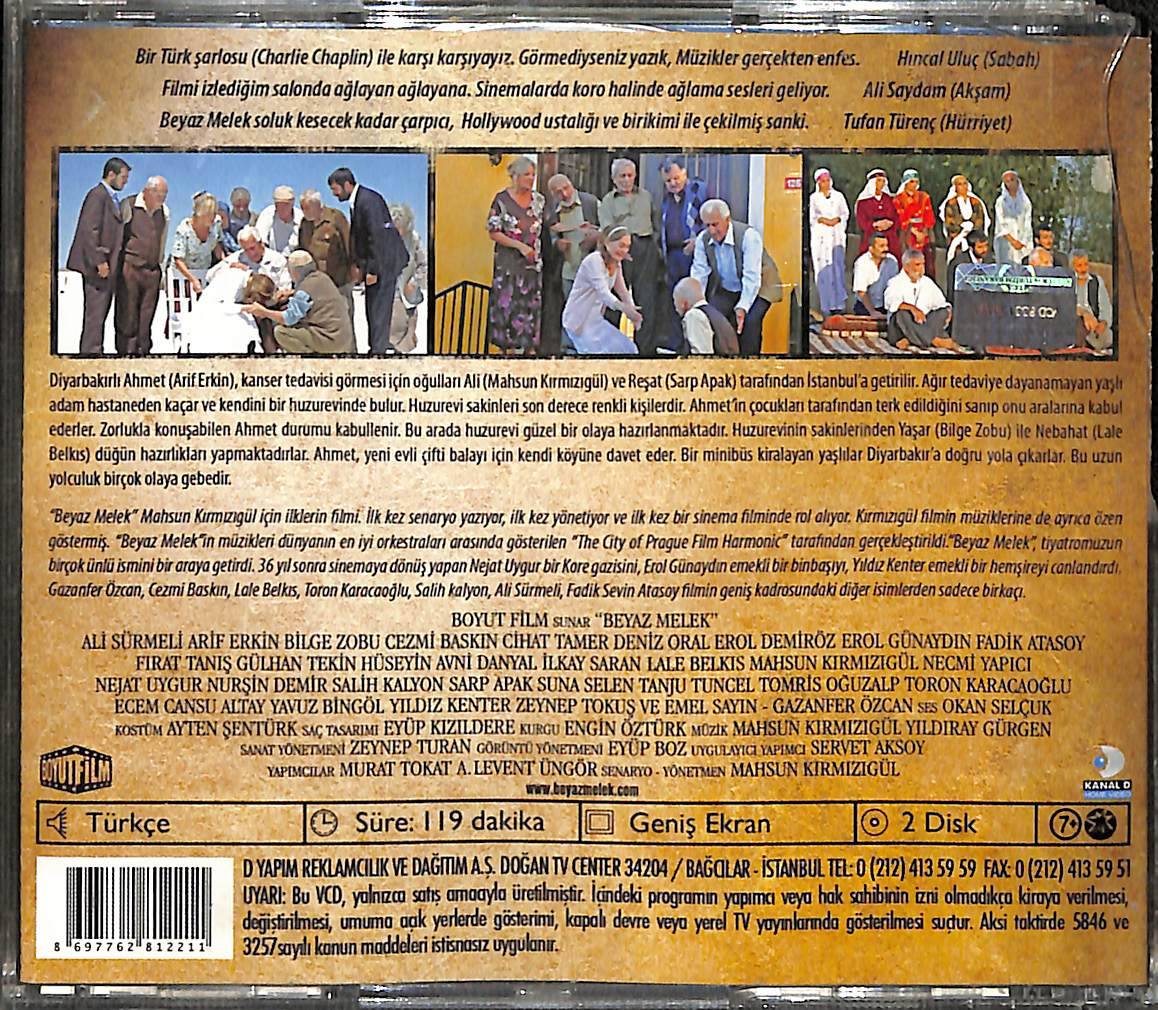 Bir Türk şarlosu (Charlie Chaplin) ile karşı karşıyayız. Görmediyseniz yazık, Müzikler gerçekten enfes. Hıncal Uluç (Sabah)
Filmi izlediğim salonda ağlayan ağlayana. Sinemalarda koro halinde ağlama sesleri geliyor. Ali Saydam (Akşam)
Beyaz Melek soluk kesecek kadar çarpıcı, Hollywood ustalığı ve birikimi ile çekilmiş sanki. Tufan Türenç (Hürriyet)
Diyarbakırlı Ahmet (Arif Erkin), kanser tedavisi görmesi için oğulları Ali (Mahsun Kırmızıgül) ve Reşat (Sarp Apak) tarafından İstanbul'a getirilir. Ağır tedaviye dayanamayan yaşlı
adam hastaneden kaçar ve kendini bir huzurevinde bulur. Huzurevi sakinleri son derece renkli kişilerdir. Ahmet'in çocukları tarafından terk edildiğini sanıp onu aralarına kabul
ederler. Zorlukla konuşabilen Ahmet durumu kabullenir. Bu arada huzurevi güzel bir olaya hazırlanmaktadır. Huzurevinin sakinlerinden Yaşar (Bilge Zobu) ile Nebahat (Lale
Belkıs) düğün hazırlıkları yapmaktadırlar. Ahmet, yeni evli çifti balayı için kendi köyüne davet eder. Bir minibüs kiralayan yaşlılar Diyarbakır'a doğru yola çıkarlar. Bu uzun
yolculuk birçok olaya gebedir.
"Beyaz Melek" Mahsun Kırmızıgül için ilklerin filmi. İlk kez senaryo yazıyor, ilk kez yönetiyor ve ilk kez bir sinema filminde rol alıyor. Kırmızıgül filmin müziklerine de ayrıca özen
göstermiş. "Beyaz Melek"in müzikleri dünyanın en iyi orkestraları arasında gösterilen "The City of Prague Film Harmonic" tarafından gerçekleştirildi."Beyaz Melek", tiyatromuzun
birçok ünlü ismini bir araya getirdi. 36 yıl sonra sinemaya dönüş yapan Nejat Uygur bir Kore gazisini, Erol Günaydın emekli bir binbaşıyı, Yıldız Kenter emekli bir hemşireyi canlandırdı.
Gazanfer Özcan, Cezmi Baskın, Lale Belkıs, Toron Karacaoğlu, Salih kalyon, Ali Sürmeli, Fadik Sevin Atasoy filmin geniş kadrosundaki diğer isimlerden sadece birkaçı.
BOYUT FİLM SUNAR "BEYAZ MELEK"
ALİ SÜRMELİ ARİF ERKİN BİLGE ZOBU CEZMİ BASKIN CİHAT TAMER DENİZ ORAL EROL DEMİRÖZ EROL GÜNAYDIN FADİK ATASOY
FIRAT TANIŞ GÜLHAN TEKİN HÜSEYİN AVNİ DANYAL İLKAY SARAN LALE BELKIS MAHSUN KIRMIZIGÜL NECMİ YAPICI
NEJAT UYGUR NURŞİN DEMİR SALİH KALYON SARP APAK SUNA SELEN TANJU TUNCEL TOMRİS OĞUZALP TORON KARACAOĞLU
ECEM CANSU ALTAY YAVUZ BİNGÖL YILDIZ KENTER ZEYNEP TOKUŞ VE EMEL SAYIN - GAZANFER ÖZCAN SES OKAN SELÇUK
KOSTÜM AYTEN ŞENTÜRK SAÇ TASARIMI EYÜP KIZILDERE KURGU ENGİN ÖZTÜRK MÜZİK MAHSUN KIRMIZIGÜL YILDIRAY GÜRGEN
SANAT YÖNETMENİ ZEYNEP TURAN GÖRÜNTÜ YÖNETMENİ EYÜP BOZ UYGULAYICI YAPIMCI SERVET AKSOY
YAPIMCILAR MURAT TOKAT A.LEVENT ÜNGÖR SENARYO - YÖNETMEN MAHSUN KIRMIZIGÜL
www.beyazmelek.com
BOYUTFİLM
KANAL D
HOME VIDEO
Türkçe Süre: 119 dakika Geniş Ekran 2 Disk 7+
D YAPIM REKLAMCILIK VE DAĞITIM A.Ş. DOĞAN TV CENTER 34204 / BAĞCILAR - İSTANBUL TEL: 0 (212) 413 59 59 FAX: 0 (212) 413 59 51
UYARI: Bu VCD, yalnızca satış amacıyla üretilmiştir. İçindeki programın yapımcı veya hak sahibinin izni olmadıkça kiraya verilmesi,
değiştirilmesi, umuma açık yerlerde gösterimi, kapalı devre veya yerel TV yayınlarında gösterilmesi suçtur. Aksi taktirde 5846 ve
3257sayılı kanun maddeleri istisnasız uygulanır.
8 697762 812211